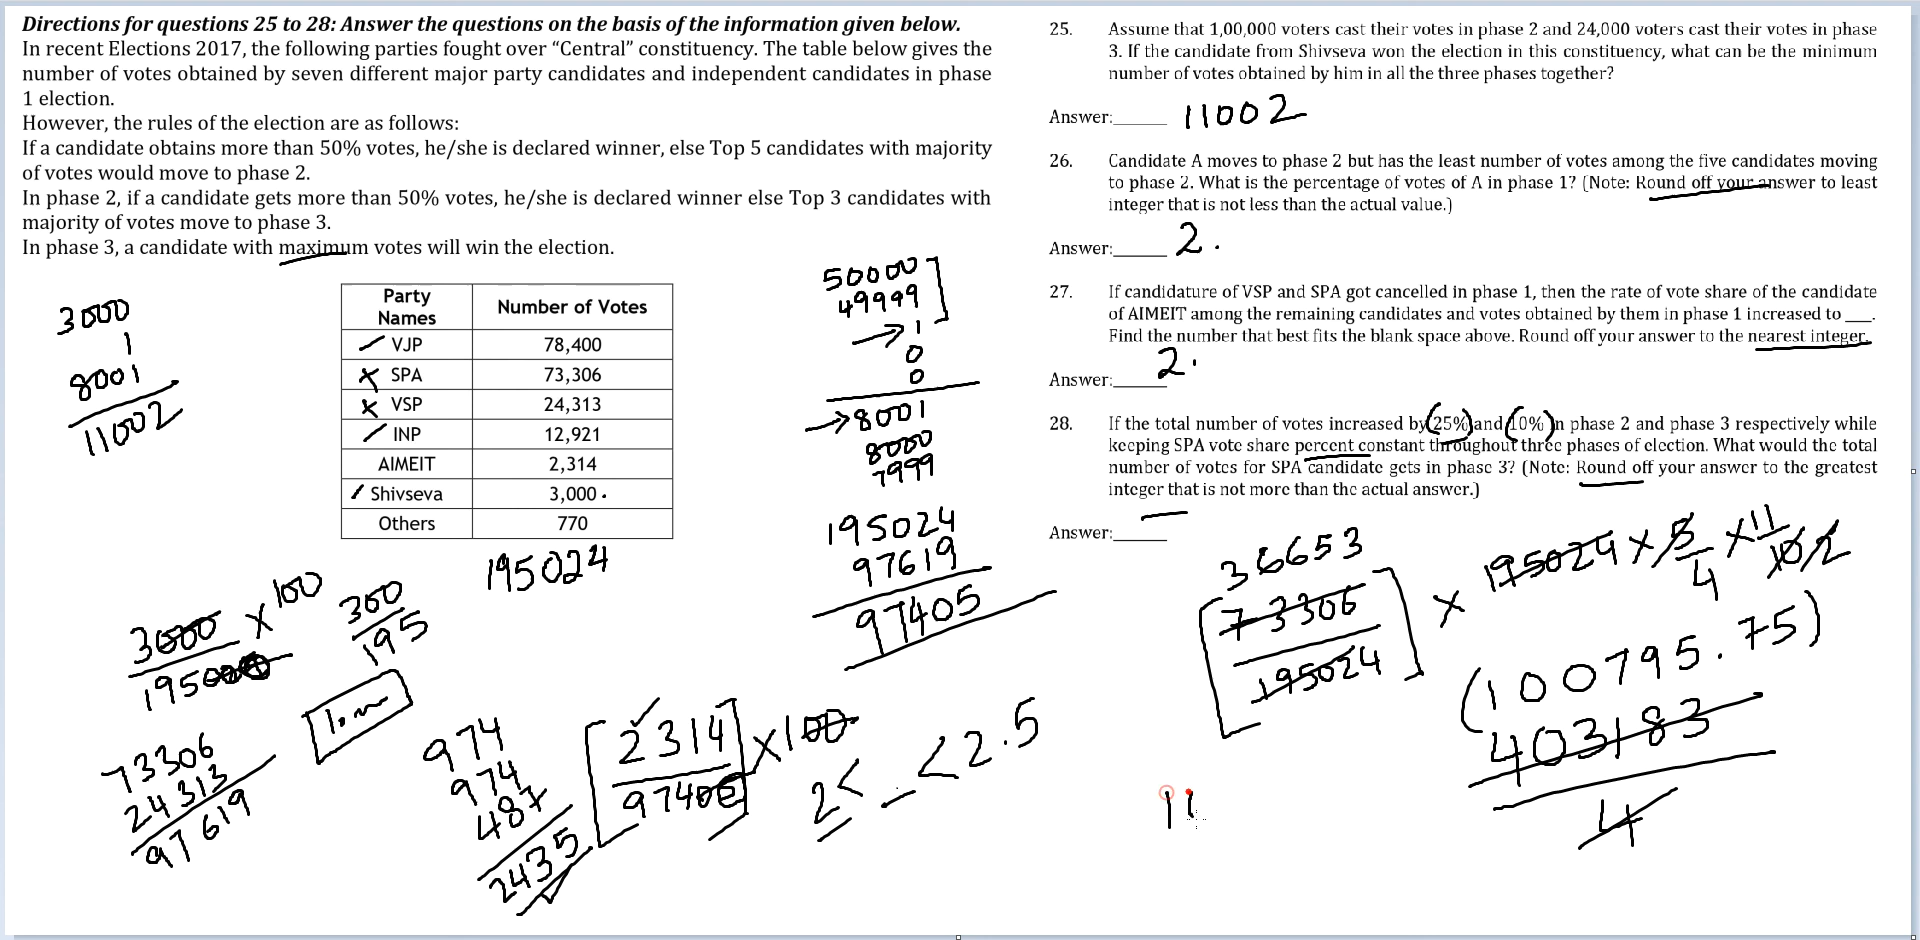 Directions for questions 25 to 28: Answer the questions on the basis of the information given below.
In recent Elections 2017, the following parties fought over “Central” constituency. The table below gives the
number of votes obtained by seven different major party candidates and independent candidates in phase
1 election.
However, the rules of the election are as follows:
If a candidate obtains more than 50% votes, he/she is declared winner, else Top 5 candidates with majority
of votes would move to phase 2.
In phase 2, if a candidate gets more than 50% votes, he/she is declared winner else Top 3 candidates with
majority of votes move to phase 3.
In phase 3, a candidate with maximum votes will win the election.
3000
1
8001
11002
Party Names Number of Votes
VJP 78,400
SPA 73,306
VSP 24,313
INP 12,921
AIMEIT 2,314
Shivseva 3,000
Others 770
195024
50000
49999
1
0
0
8001
8000
7999
195024
97619
97405
3000 × 100
195000
300
195
73306
24313
97619
974
974
487
2435
2314 × 100
97400
2 < _ < 2.5
25. Assume that 1,00,000 voters cast their votes in phase 2 and 24,000 voters cast their votes in phase
3. If the candidate from Shivseva won the election in this constituency, what can be the minimum
number of votes obtained by him in all the three phases together?
Answer:______ 11002
26. Candidate A moves to phase 2 but has the least number of votes among the five candidates moving
to phase 2. What is the percentage of votes of A in phase 1? (Note: Round off your answer to least
integer that is not less than the actual value.)
Answer:______ 2.
27. If candidature of VSP and SPA got cancelled in phase 1, then the rate of vote share of the candidate
of AIMEIT among the remaining candidates and votes obtained by them in phase 1 increased to ___.
Find the number that best fits the blank space above. Round off your answer to the nearest integer.
Answer:______ 2.
28. If the total number of votes increased by 25% and 10% in phase 2 and phase 3 respectively while
keeping SPA vote share percent constant throughout three phases of election. What would the total
number of votes for SPA candidate gets in phase 3? (Note: Round off your answer to the greatest
integer that is not more than the actual answer.)
Answer:______
36653
73306
195024
× 195024 × 5/4 × 11/10
(100795.75)
403183
4